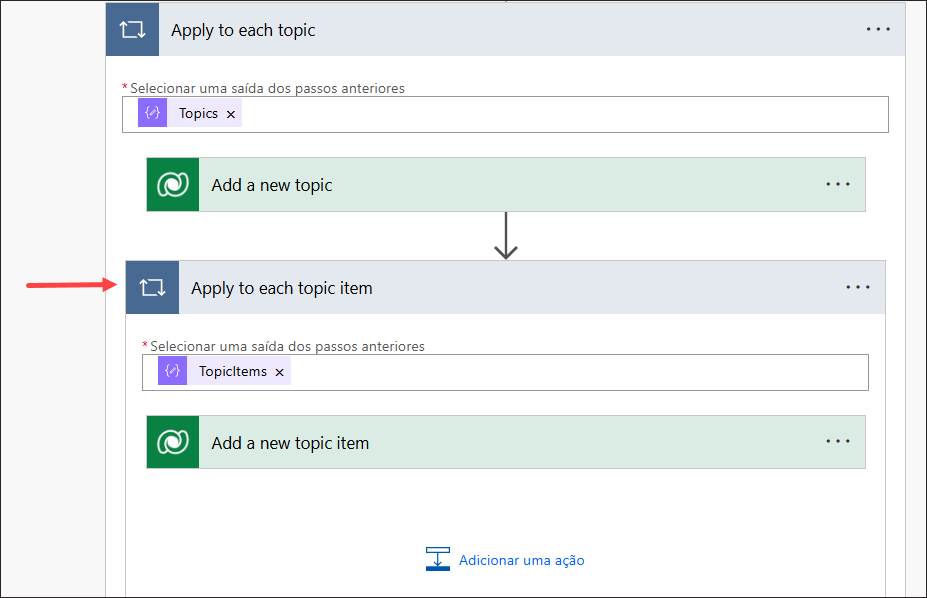 Apply to each topic
* Selecionar uma saída dos passos anteriores
Topics
Add a new topic
Apply to each topic item
* Selecionar uma saída dos passos anteriores
TopicItems
Add a new topic item
Adicionar uma ação